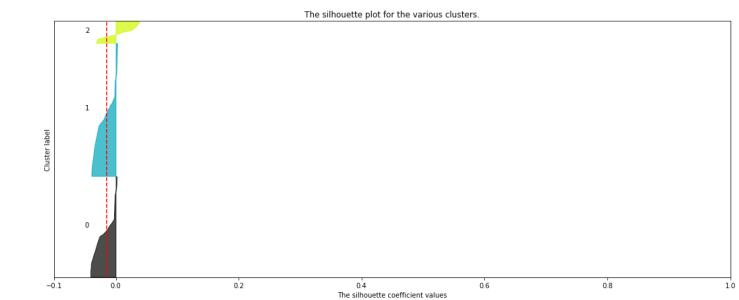 The silhouette plot for the various clusters.
2
1
0
Cluster label
−0.1 0.0 0.2 0.4 0.6 0.8 1.0
The silhouette coefficient values